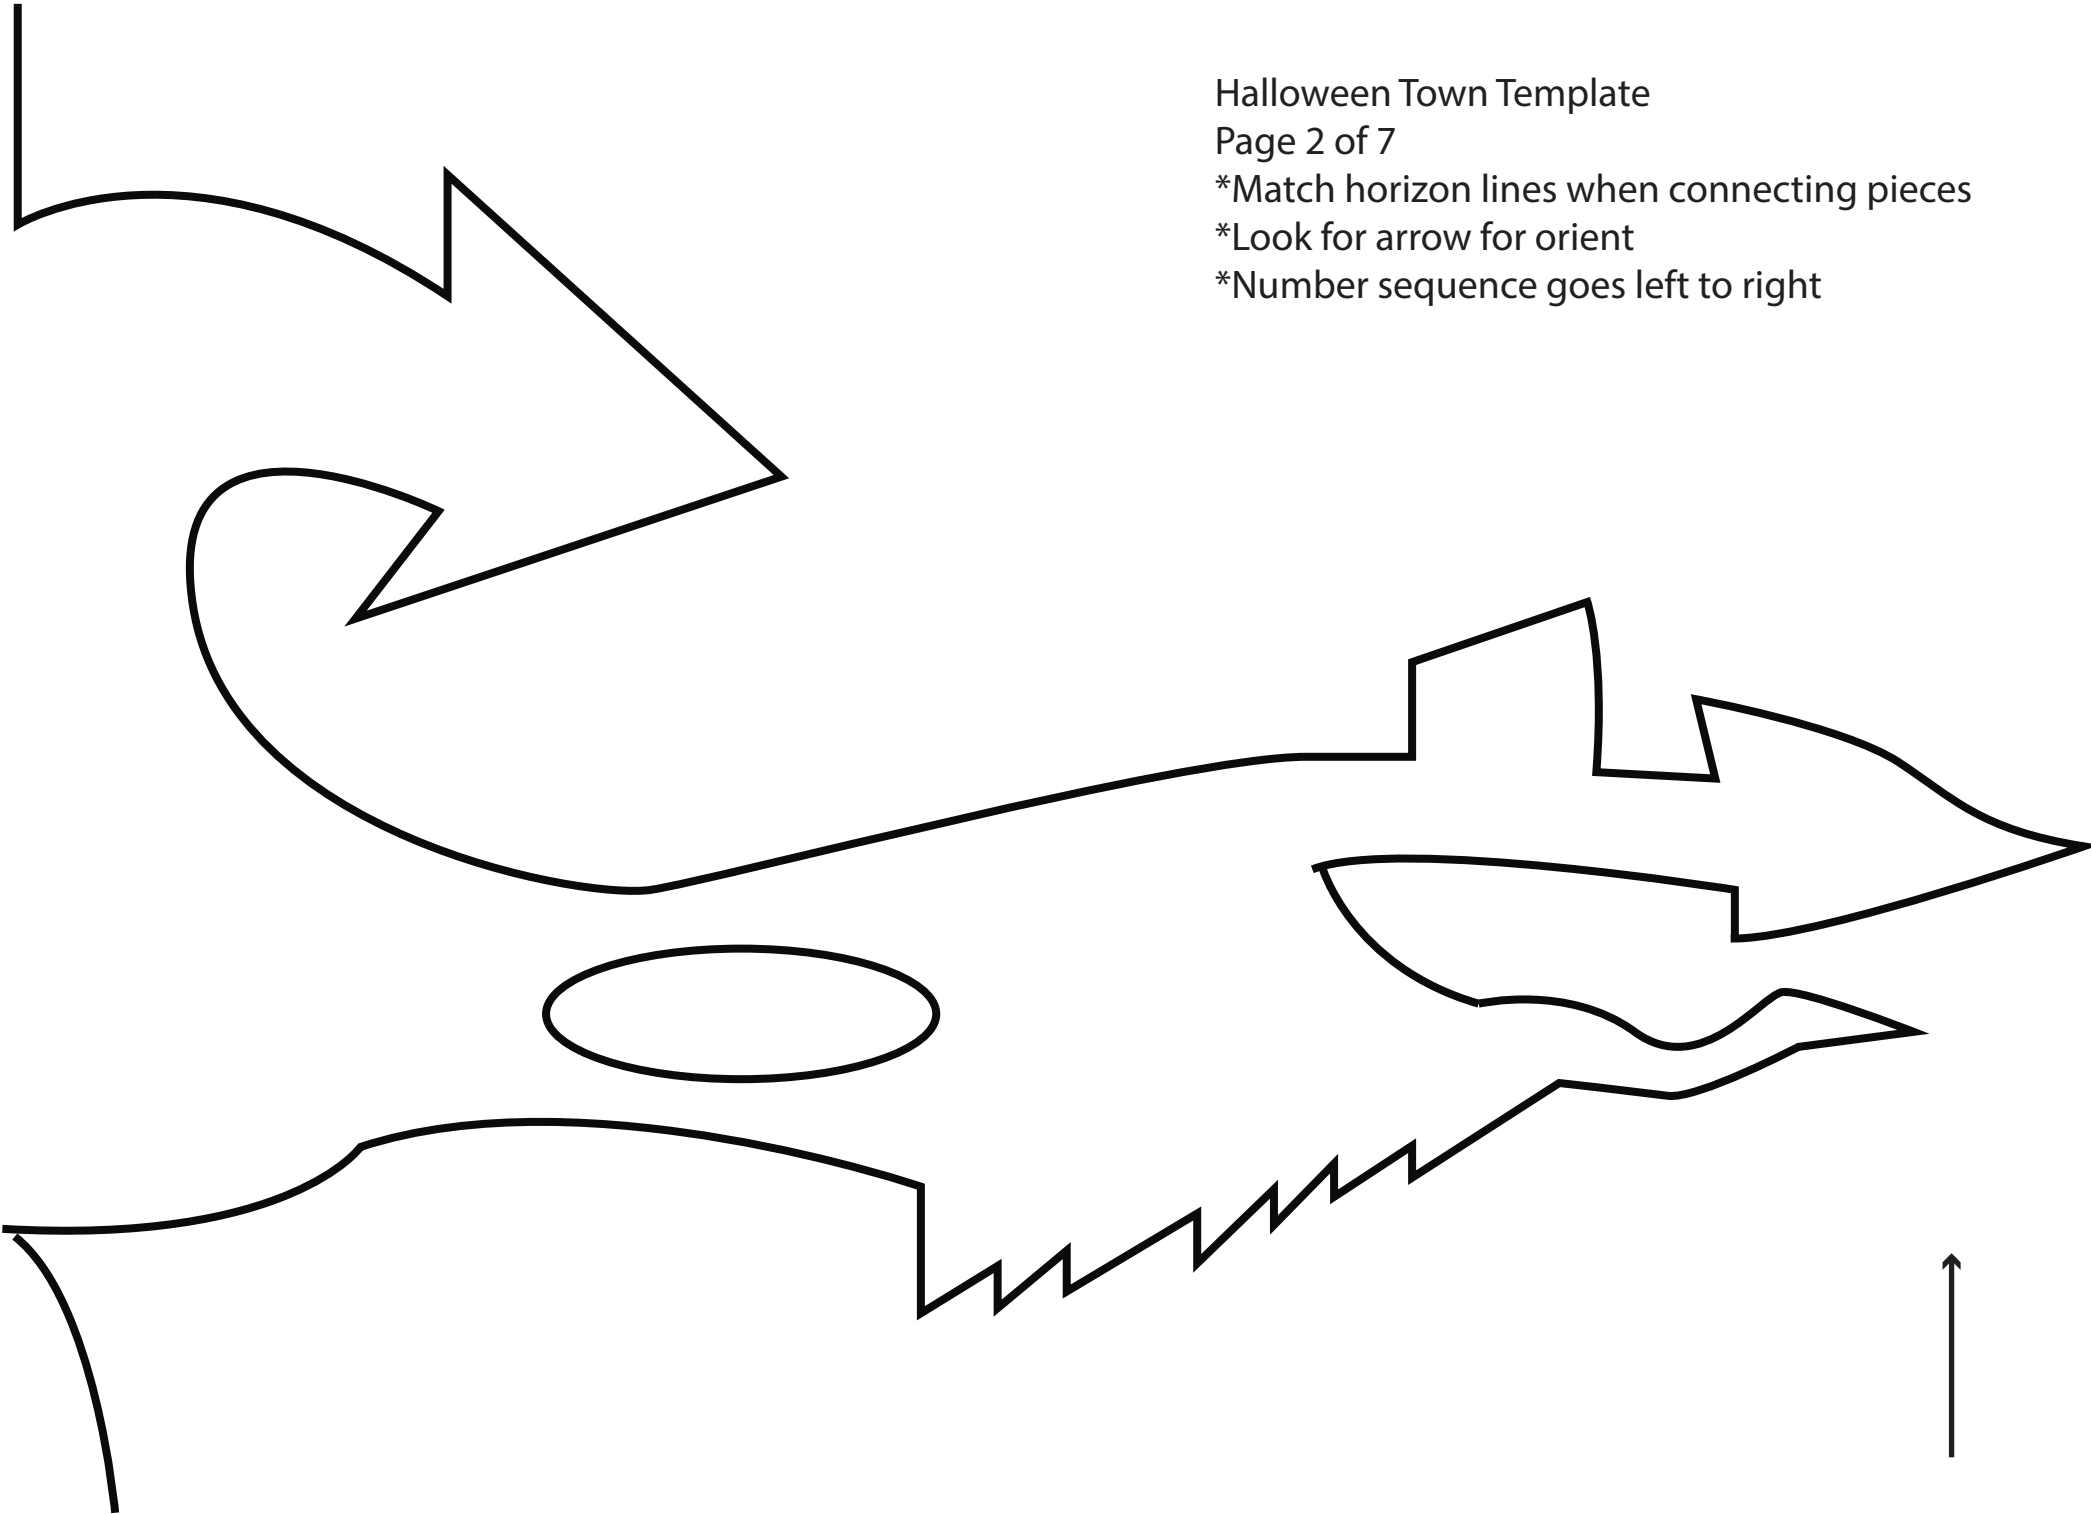 Halloween Town Template
Page 2 of 7
*Match horizon lines when connecting pieces
*Look for arrow for orient
*Number sequence goes left to right